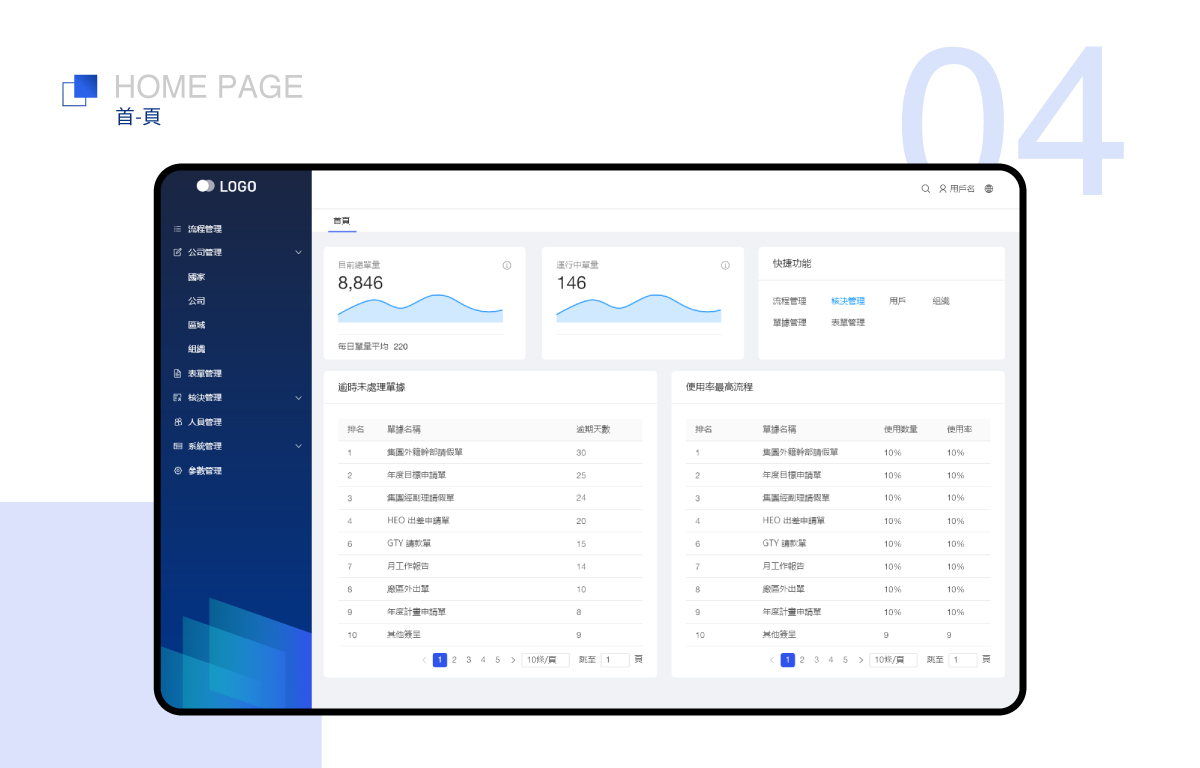 HOME PAGE
首-頁
04
LOGO
用戶名
流程管理
公司管理
國家
公司
區域
組織
表單管理
核決管理
人員管理
系統管理
參數管理
首頁
目前總單量
8,846
每日單量平均 220
運行中單量
146
快捷功能
流程管理 核決管理 用戶 組織
單據管理 表單管理
逾時未處理單據
排名 單據名稱 逾期天數
1 集團外籍幹部請假單 30
2 年度目標申請單 25
3 集團經副理請假單 24
4 HEO 出差申請單 20
6 GTY 請款單 15
7 月工作報告 14
8 廠區外出單 10
9 年度計畫申請單 8
10 其他簽呈 9
< 1 2 3 4 5 > 10條/頁 跳至 1 頁
使用率最高流程
排名 單據名稱 使用數量 使用率
1 集團外籍幹部請假單 10% 10%
2 年度目標申請單 10% 10%
3 集團經副理請假單 10% 10%
4 HEO 出差申請單 10% 10%
6 GTY 請款單 10% 10%
7 月工作報告 10% 10%
8 廠區外出單 10% 10%
9 年度計畫申請單 10% 10%
10 其他簽呈 9 9
< 1 2 3 4 5 > 10條/頁 跳至 1 頁